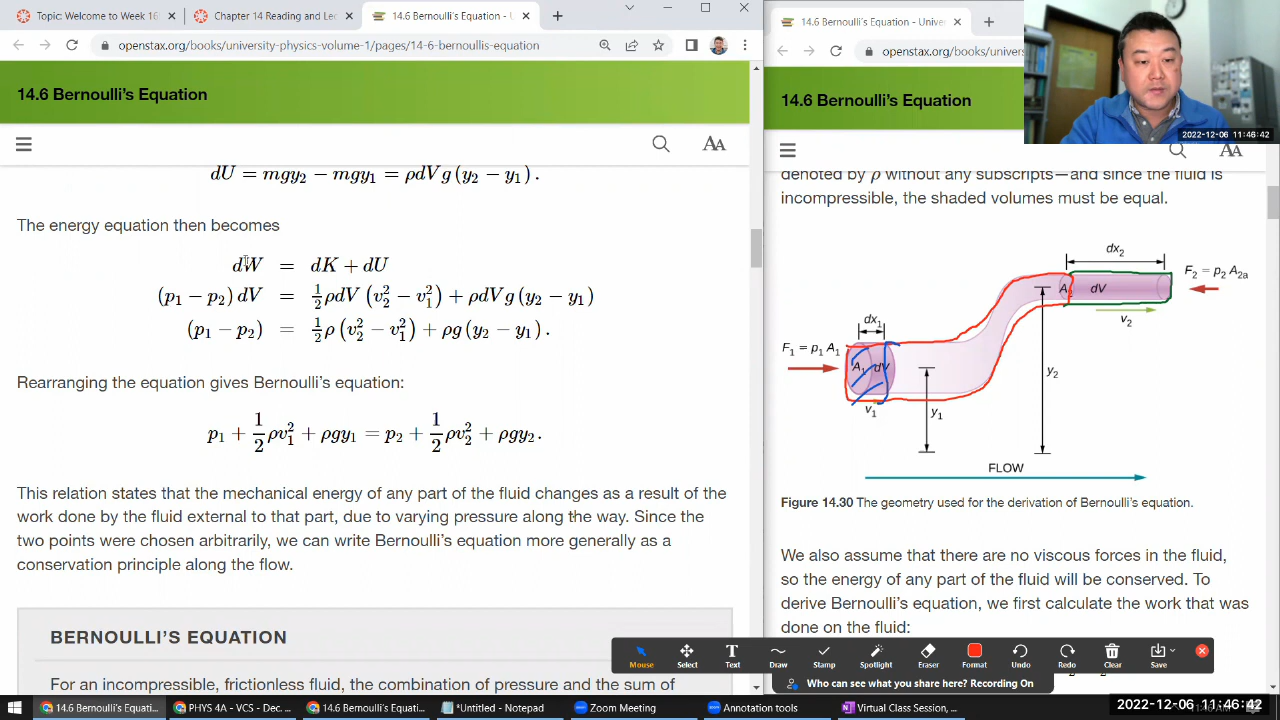 Welcome to Week 16:
Chapter 14 Reading and Le
14.6 Bernoulli's Equation - U
openstax.org/books/university-physics-volume-1/pages/14-6-bernoullis-equation
14.6 Bernoulli's Equation
dU = mgy₂ − mgy₁ = ρdVg (y₂ − y₁) .
The energy equation then becomes
dW = dK + dU
(p₁ − p₂) dV = ½ρdV (v₂² − v₁²) + ρdVg (y₂ − y₁)
(p₁ − p₂) = ½ρ (v₂² − v₁²) + ρg (y₂ − y₁) .
Rearranging the equation gives Bernoulli's equation:
p₁ + ½ρv₁² + ρgy₁ = p₂ + ½ρv₂² + ρgy₂.
This relation states that the mechanical energy of any part of the fluid changes as a result of the
work done by the fluid external to that part, due to varying pressure along the way. Since the
two points were chosen arbitrarily, we can write Bernoulli's equation more generally as a
conservation principle along the flow.
BERNOULLI'S EQUATION
For an incompressible, frictionless fluid, the combination of pressure and the sum of
14.6 Bernoulli's Equation - Unive
openstax.org/books/univers
14.6 Bernoulli's Equation
2022-12-06 11:46:42
denoted by ρ without any subscripts—and since the fluid is
incompressible, the shaded volumes must be equal.
dx₂
F₂ = p₂ A₂ₐ
A₂
dV
v₂
dx₁
F₁ = p₁ A₁
A₁ dV
v₁
y₁
y₂
FLOW
Figure 14.30 The geometry used for the derivation of Bernoulli's equation.
We also assume that there are no viscous forces in the fluid,
so the energy of any part of the fluid will be conserved. To
derive Bernoulli's equation, we first calculate the work that was
done on the fluid:
Mouse Select Text Draw Stamp Spotlight Eraser Format Undo Redo Clear Save
Who can see what you share here? Recording On
14.6 Bernoulli's Equati...
PHYS 4A - VCS - Dec ...
14.6 Bernoulli's Equati...
*Untitled - Notepad
Zoom Meeting
Annotation tools
Virtual Class Session, ...
2022-12-06 11:46:42